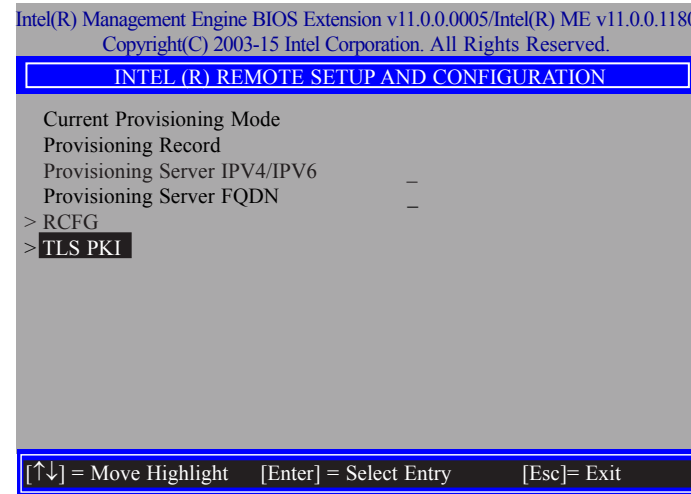 Intel(R) Management Engine BIOS Extension v11.0.0.0005/Intel(R) ME v11.0.0.1180
Copyright(C) 2003-15 Intel Corporation. All Rights Reserved.
INTEL (R) REMOTE SETUP AND CONFIGURATION
Current Provisioning Mode
Provisioning Record
Provisioning Server IPV4/IPV6 _
Provisioning Server FQDN _
> RCFG
> TLS PKI
[↑↓] = Move Highlight [Enter] = Select Entry [Esc]= Exit